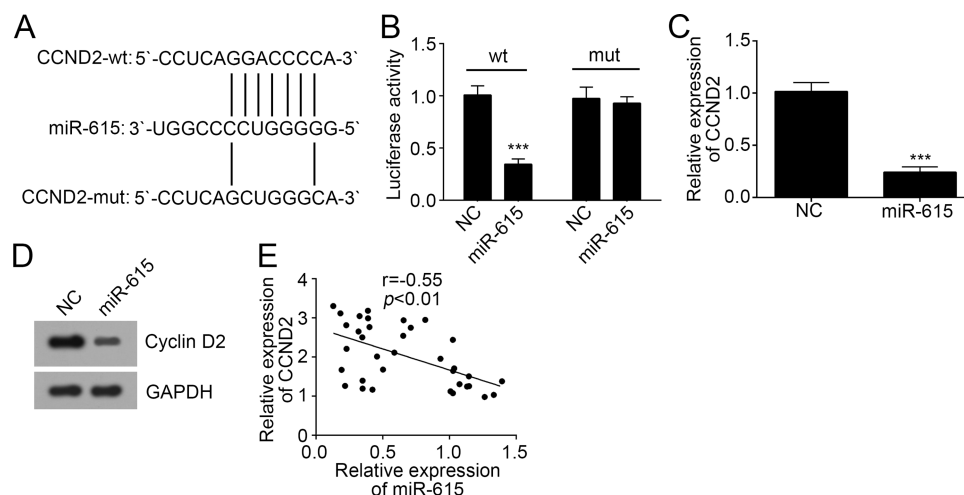 A
CCND2-wt: 5`-CCUCAGGACCCCA-3`
miR-615: 3`-UGGCCCCUGGGGG-5`
CCND2-mut: 5`-CCUCAGCUGGGCA-3`
B
wt
mut
Luciferase activity
1.5
1.0
0.5
0.0
***
NC
miR-615
NC
miR-615
C
Relative expression
of CCND2
1.5
1.0
0.5
0.0
***
NC
miR-615
D
NC
miR-615
Cyclin D2
GAPDH
E
r=-0.55
p<0.01
Relative expression
of CCND2
4
3
2
1
0
0.0
0.5
1.0
1.5
Relative expression
of miR-615